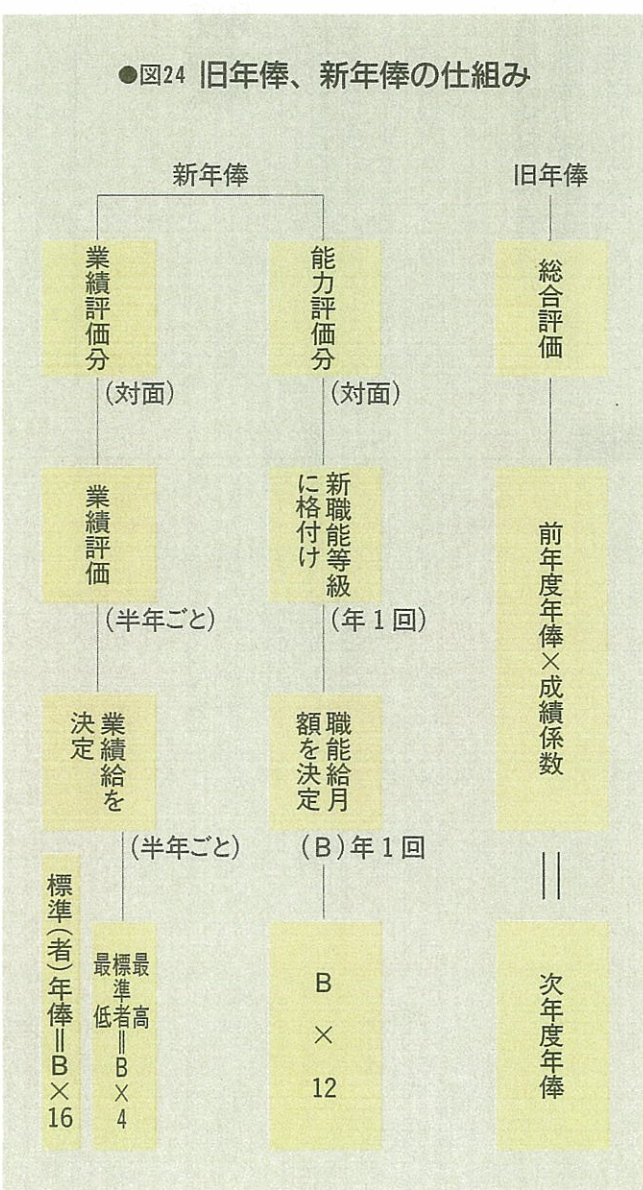 ●図24 旧年俸、新年俸の仕組み
旧年俸
総合評価
前年度年俸×成績係数
||
次年度年俸
新年俸
能力評価分
(対面)
新職能等級
に格付け
(年1回)
職能給月
額を決定
(B)年1回
B
×
12
業績評価分
(対面)
業績評価
(半年ごと)
業績給を
決定
(半年ごと)
最高
標準者=B×4
最低
標準(者)年俸=B×16